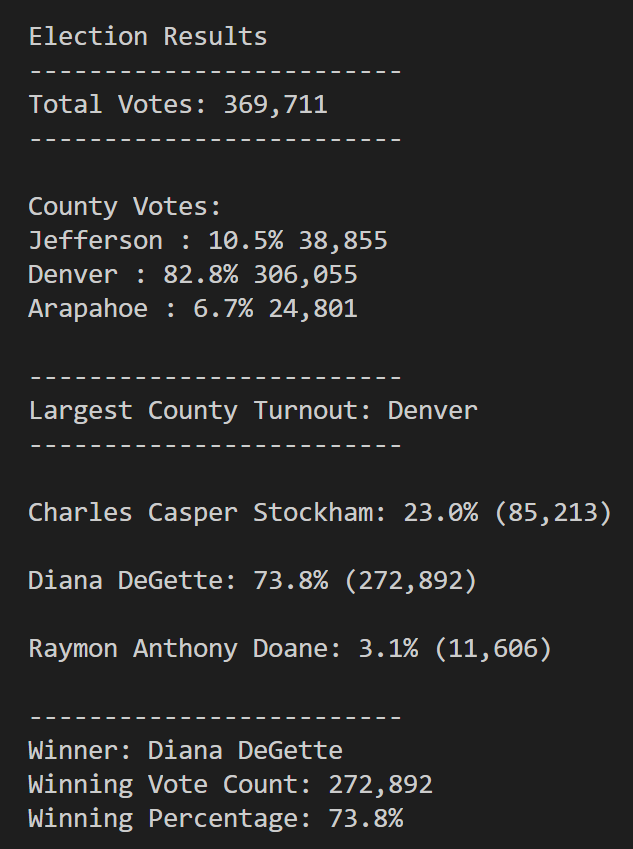 Election Results
-------------------------
Total Votes: 369,711
-------------------------
County Votes:
Jefferson : 10.5% 38,855
Denver : 82.8% 306,055
Arapahoe : 6.7% 24,801
-------------------------
Largest County Turnout: Denver
-------------------------
Charles Casper Stockham: 23.0% (85,213)
Diana DeGette: 73.8% (272,892)
Raymon Anthony Doane: 3.1% (11,606)
-------------------------
Winner: Diana DeGette
Winning Vote Count: 272,892
Winning Percentage: 73.8%